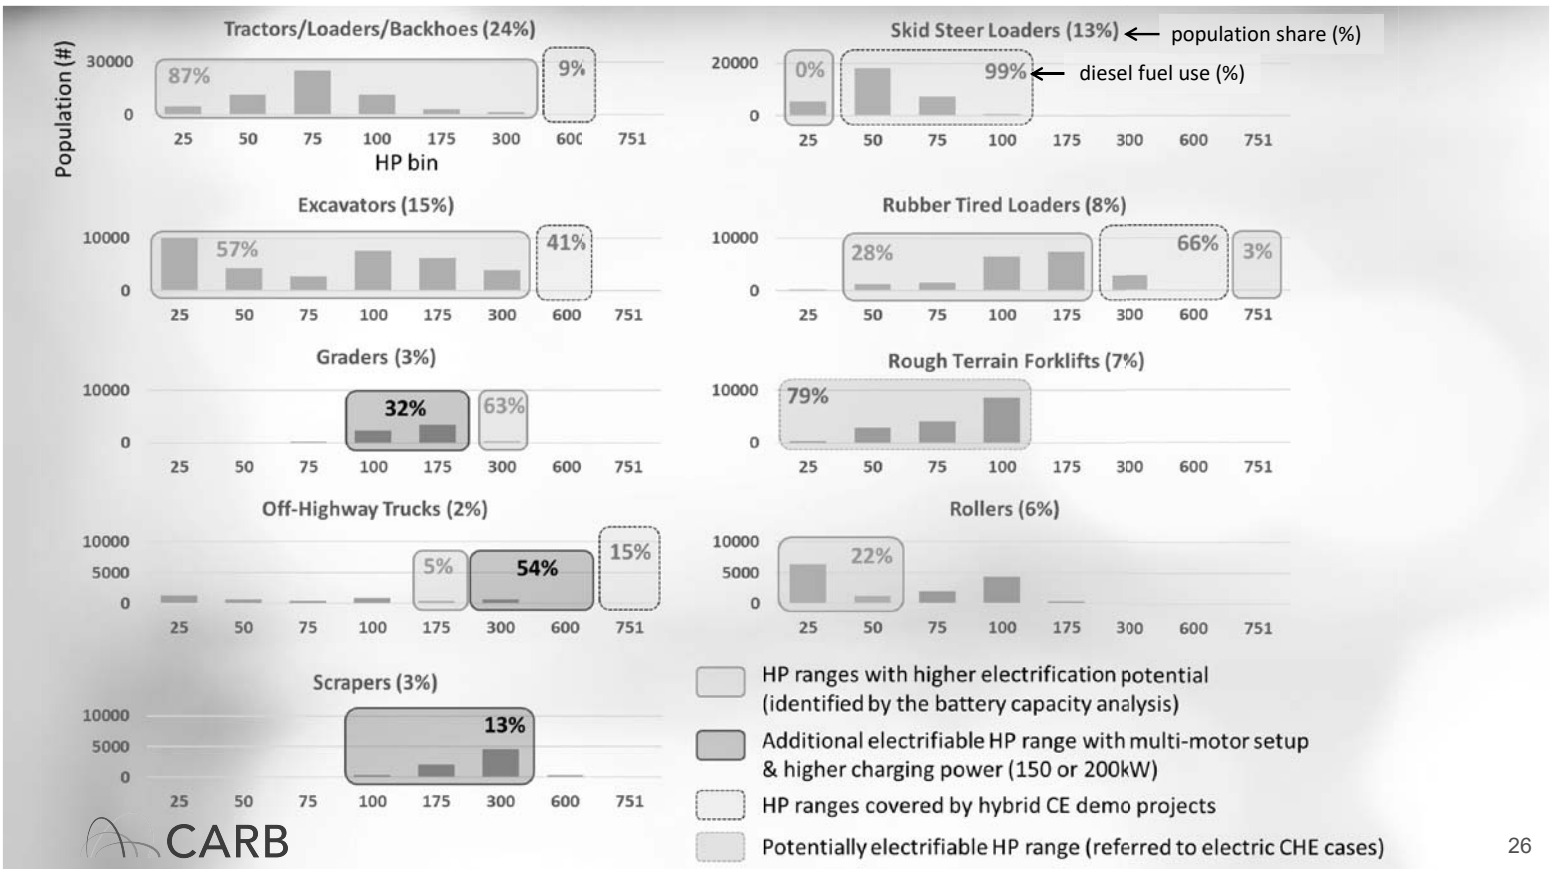 Tractors/Loaders/Backhoes (24%)
Population (#)
30000
0
87%
9%
25 50 75 100 175 300 600 751
HP bin
Skid Steer Loaders (13%)
population share (%)
20000
0
0%
99%
diesel fuel use (%)
25 50 75 100 175 300 600 751
Excavators (15%)
10000
0
57%
41%
25 50 75 100 175 300 600 751
Rubber Tired Loaders (8%)
10000
0
28%
66%
3%
25 50 75 100 175 300 600 751
Graders (3%)
10000
0
32%
63%
25 50 75 100 175 300 600 751
Rough Terrain Forklifts (7%)
10000
0
79%
25 50 75 100 175 300 600 751
Off-Highway Trucks (2%)
10000
5000
0
5%
54%
15%
25 50 75 100 175 300 600 751
Rollers (6%)
10000
5000
0
22%
25 50 75 100 175 300 600 751
Scrapers (3%)
10000
5000
0
13%
25 50 75 100 175 300 600 751
HP ranges with higher electrification potential
(identified by the battery capacity analysis)
Additional electrifiable HP range with multi-motor setup
& higher charging power (150 or 200kW)
HP ranges covered by hybrid CE demo projects
Potentially electrifiable HP range (referred to electric CHE cases)
CARB
26